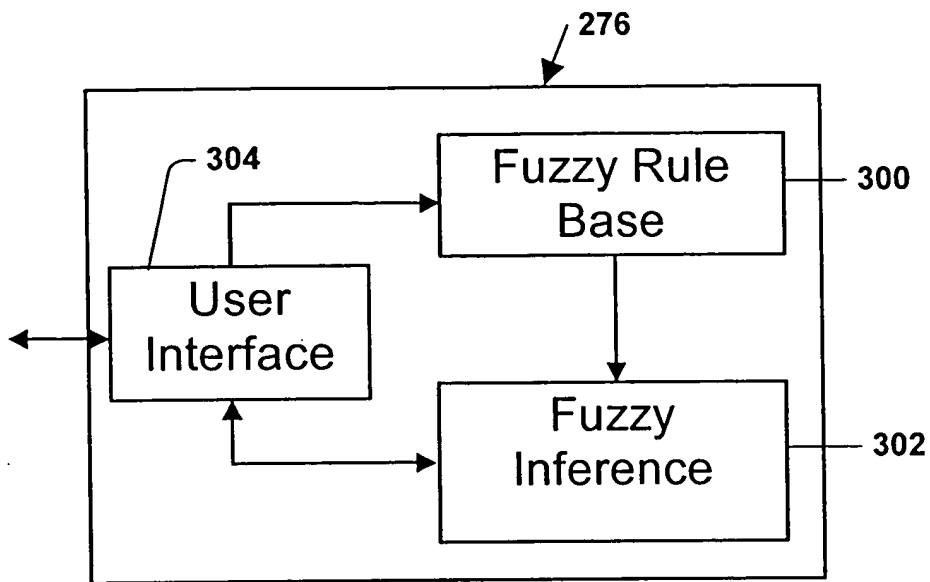 276
304
Fuzzy Rule
Base
300
User
Interface
Fuzzy
Inference
302